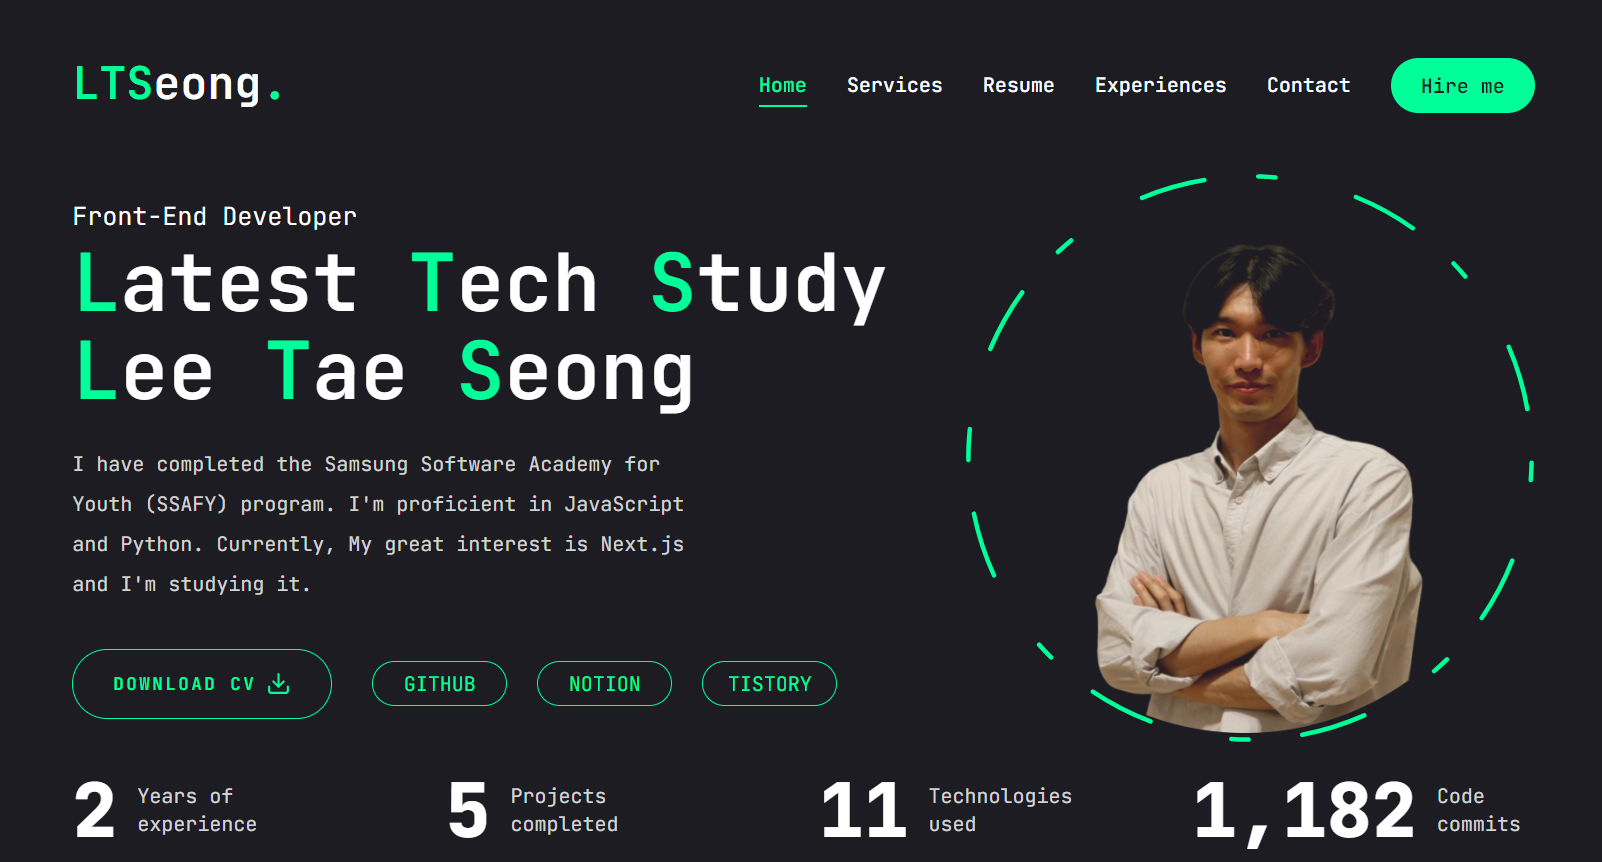 LTSeong.
Home Services Resume Experiences Contact Hire me
Front-End Developer
Latest Tech Study
Lee Tae Seong
I have completed the Samsung Software Academy for
Youth (SSAFY) program. I'm proficient in JavaScript
and Python. Currently, My great interest is Next.js
and I'm studying it.
DOWNLOAD CV GITHUB NOTION TISTORY
2 Years of
experience
5 Projects
completed
11 Technologies
used
1,182 Code
commits